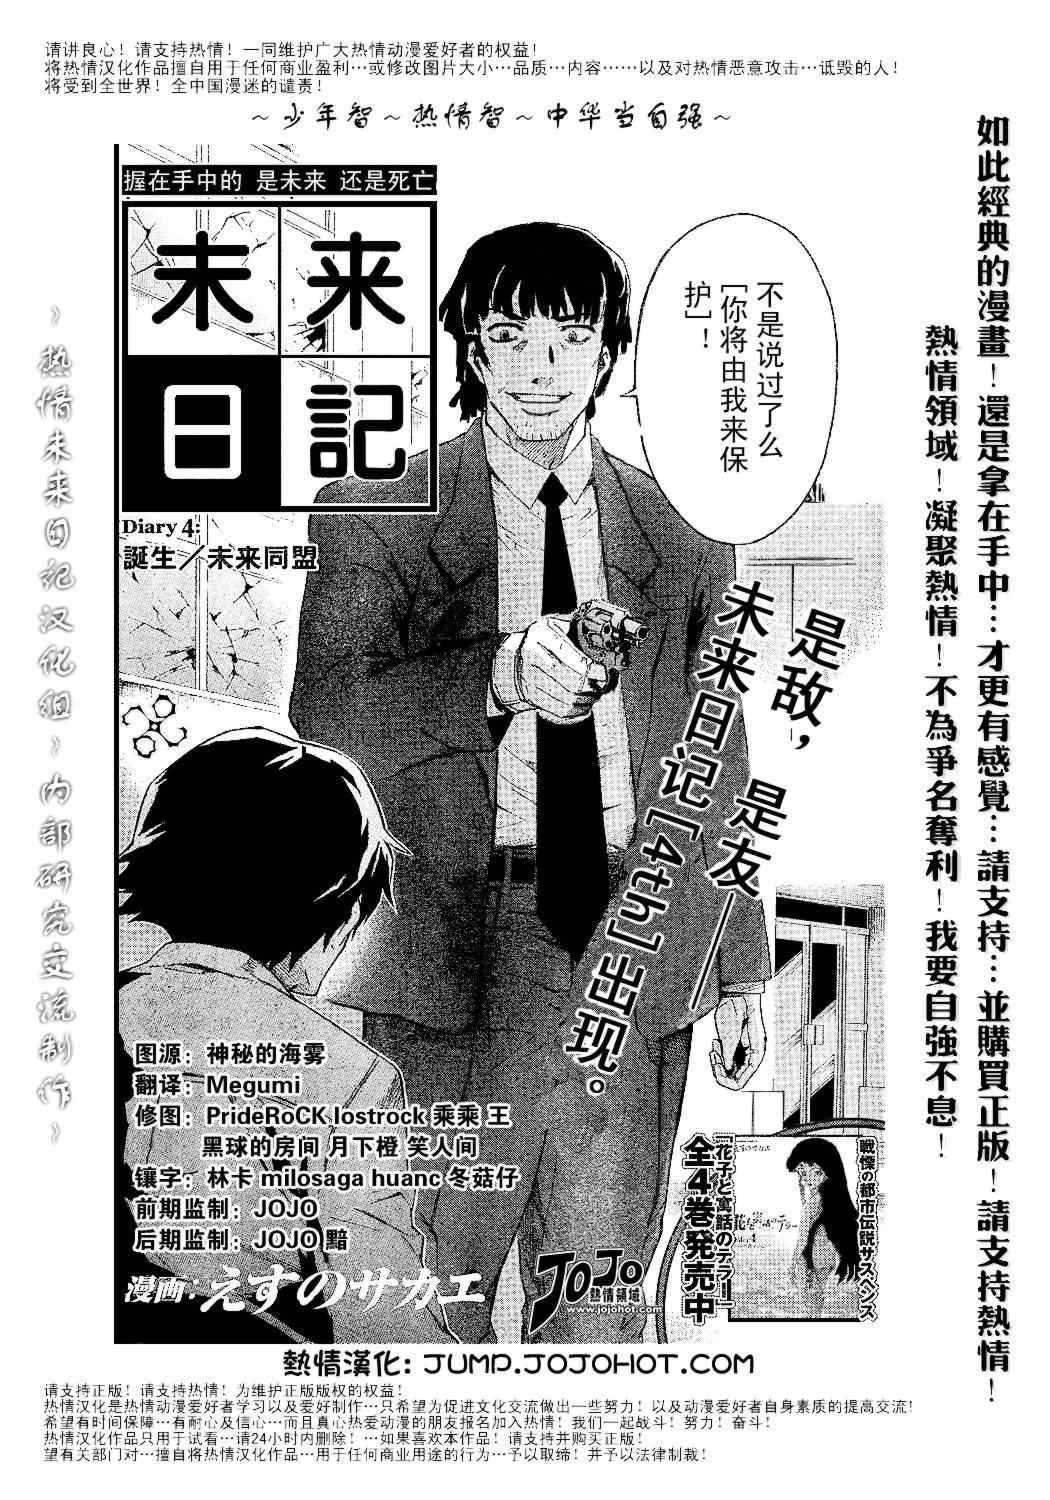 请讲良心！请支持热情！一同维护广大热情动漫爱好者的权益！
将热情汉化作品擅自用于任何商业盈利…或修改图片大小…品质…内容……以及对热情恶意攻击…诋毁的人！
将受到全世界！全中国漫迷的谴责！
～少年智～热情智～中华当自强～
如此經典的漫畫！還是拿在手中…才更有感覺…請支持…並購買正版！請支持熱情！
熱情領域！凝聚熱情！不為爭名奪利！我要自強不息！
～热情未来日记汉化组～内部研究交流制作～
握在手中的 是未来 还是死亡
未来
日記
Diary 4:
誕生／未来同盟
不是说过了么
［你将由我来保
护］！
是敌，
是友——
未来日记［4th］出现。
图源：神秘的海雾
翻译：Megumi
修图：PrideRoCK lostrock 乘乘 王
黑球的房间 月下橙 笑人间
镶字：林卡 milosaga huanc 冬菇仔
前期监制：JOJO
后期监制：JOJO 黯
漫画：えすのサカエ
JOJO
熱情領域
www.jojohot.com
戦慄の都市伝説サスペンス
「花子と寓話のテラー」
全4巻発売中
熱情漢化: JUMP.JOJOHOT.COM
请支持正版！请支持热情！为维护正版版权的权益！
热情汉化是热情动漫爱好者学习以及爱好制作…只希望为促进文化交流做出一些努力！以及动漫爱好者自身素质的提高交流！
希望有时间保障…有耐心及信心…而且真心热爱动漫的朋友报名加入热情！我们一起战斗！努力！奋斗！
热情汉化作品只用于试看…请24小时内删除！…如果喜欢本作品！请支持并购买正版！
望有关部门对…擅自将热情汉化作品…用于任何商业用途的行为…予以取缔！并予以法律制裁！